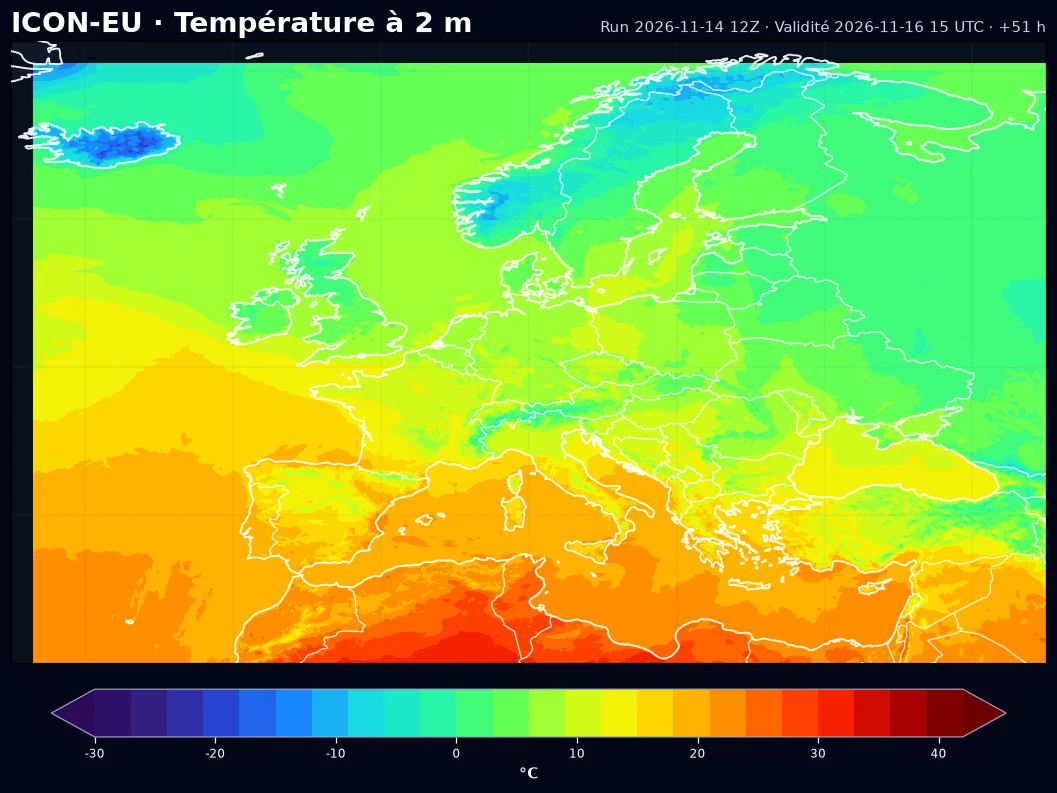 ICON-EU · Température à 2 m
Run 2026-11-14 12Z · Validité 2026-11-16 15 UTC · +51 h
-30 -20 -10 0 10 20 30 40
°C